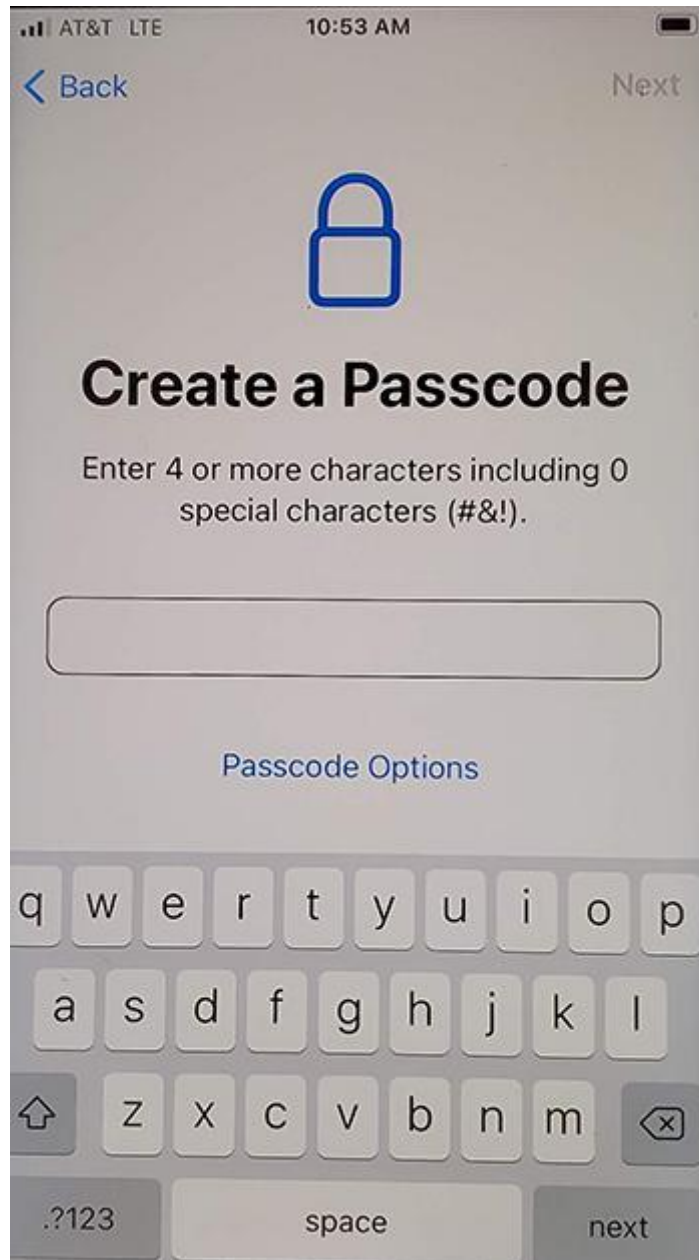 AT&T LTE 10:53 AM
Back Next
Create a Passcode
Enter 4 or more characters including 0
special characters (#&!).
Passcode Options
q w e r t y u i o p
a s d f g h j k l
z x c v b n m
.?123 space next